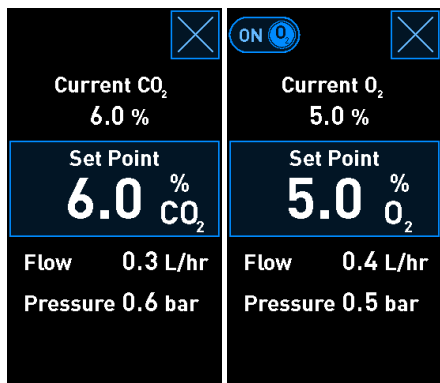 Current CO₂
6.0 %
Set Point
6.0 % CO₂
Flow 0.3 L/hr
Pressure 0.6 bar
ON O₂
Current O₂
5.0 %
Set Point
5.0 % O₂
Flow 0.4 L/hr
Pressure 0.5 bar